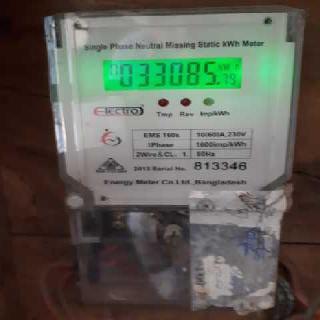 Single Phase Neutral Missing Static kWh Meter
033085.79
Electro
Tmp Rev Imp/kWh
EMS 160s 10(60)A, 230V
1Phase 1600imp/kWh
2Wire & CL. 1. 50Hz
2013 Serial No. 813346
Energy Meter Co Ltd, Bangladesh